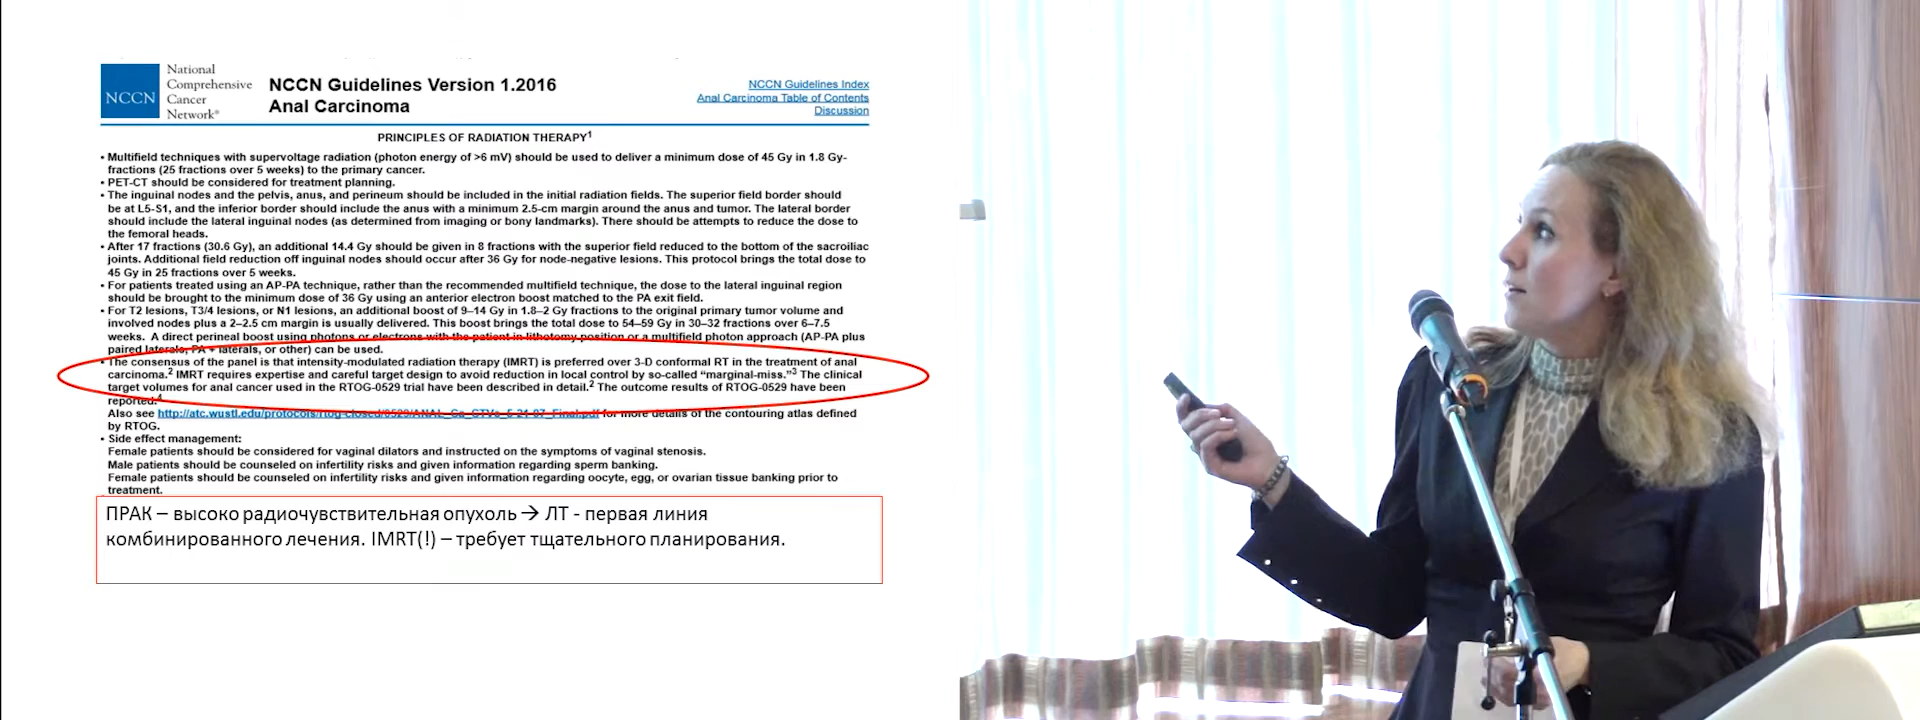 NCCN
National
Comprehensive
Cancer
Network®
NCCN Guidelines Version 1.2016
Anal Carcinoma
NCCN Guidelines Index
Anal Carcinoma Table of Contents
Discussion
PRINCIPLES OF RADIATION THERAPY1
• Multifield techniques with supervoltage radiation (photon energy of >6 mV) should be used to deliver a minimum dose of 45 Gy in 1.8 Gy-
fractions (25 fractions over 5 weeks) to the primary cancer.
• PET-CT should be considered for treatment planning.
• The inguinal nodes and the pelvis, anus, and perineum should be included in the initial radiation fields. The superior field border should
be at L5-S1, and the inferior border should include the anus with a minimum 2.5-cm margin around the anus and tumor. The lateral border
should include the lateral inguinal nodes (as determined from imaging or bony landmarks). There should be attempts to reduce the dose to
the femoral heads.
• After 17 fractions (30.6 Gy), an additional 14.4 Gy should be given in 8 fractions with the superior field reduced to the bottom of the sacroiliac
joints. Additional field reduction off inguinal nodes should occur after 36 Gy for node-negative lesions. This protocol brings the total dose to
45 Gy in 25 fractions over 5 weeks.
• For patients treated using an AP-PA technique, rather than the recommended multifield technique, the dose to the lateral inguinal region
should be brought to the minimum dose of 36 Gy using an anterior electron boost matched to the PA exit field.
• For T2 lesions, T3/4 lesions, or N1 lesions, an additional boost of 9–14 Gy in 1.8–2 Gy fractions to the original primary tumor volume and
involved nodes plus a 2–2.5 cm margin is usually delivered. This boost brings the total dose to 54–59 Gy in 30–32 fractions over 6–7.5
weeks. A direct perineal boost using photons or electrons with the patient in lithotomy position or a multifield photon approach (AP-PA plus
paired laterals, PA + laterals, or other) can be used.
• The consensus of the panel is that intensity-modulated radiation therapy (IMRT) is preferred over 3-D conformal RT in the treatment of anal
carcinoma.2 IMRT requires expertise and careful target design to avoid reduction in local control by so-called “marginal-miss.”3 The clinical
target volumes for anal cancer used in the RTOG-0529 trial have been described in detail.2 The outcome results of RTOG-0529 have been
reported.4
Also see http://atc.wustl.edu/protocols/rtog-closed/0529/ANAL_Ca_CTVs_5-21-07_Final.pdf for more details of the contouring atlas defined
by RTOG.
• Side effect management:
Female patients should be considered for vaginal dilators and instructed on the symptoms of vaginal stenosis.
Male patients should be counseled on infertility risks and given information regarding sperm banking.
Female patients should be counseled on infertility risks and given information regarding oocyte, egg, or ovarian tissue banking prior to
treatment.
ПРАК – высоко радиочувствительная опухоль → ЛТ - первая линия
комбинированного лечения. IMRT(!) – требует тщательного планирования.